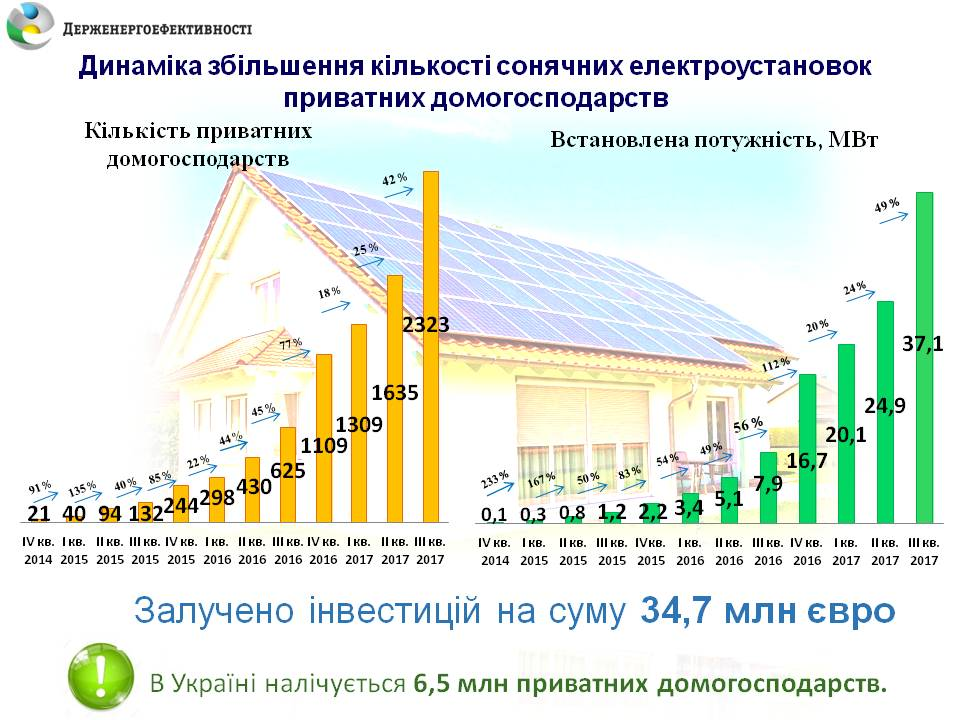 ДЕРЖЕНЕРГОЕФЕКТИВНОСТІ
Динаміка збільшення кількості сонячних електроустановок
приватних домогосподарств
Кількість приватних
домогосподарств
91%
135%
40%
85%
22%
44%
45%
77%
18%
25%
42%
21 40 94 132 244 298 430 625 1109 1309 1635 2323
IV кв. I кв. II кв. III кв. IV кв. I кв. II кв. III кв. IV кв. I кв. II кв. III кв.
2014 2015 2015 2015 2015 2016 2016 2016 2016 2017 2017 2017
Встановлена потужність, МВт
233%
167%
50%
83%
54%
49%
56%
112%
20%
24%
49%
0,1 0,3 0,8 1,2 2,2 3,4 5,1 7,9 16,7 20,1 24,9 37,1
IV кв. I кв. II кв. III кв. IVкв. I кв. II кв. III кв. IV кв. I кв. II кв. III кв.
2014 2015 2015 2015 2015 2016 2016 2016 2016 2017 2017 2017
Залучено інвестицій на суму 34,7 млн євро
В Україні налічується 6,5 млн приватних домогосподарств.